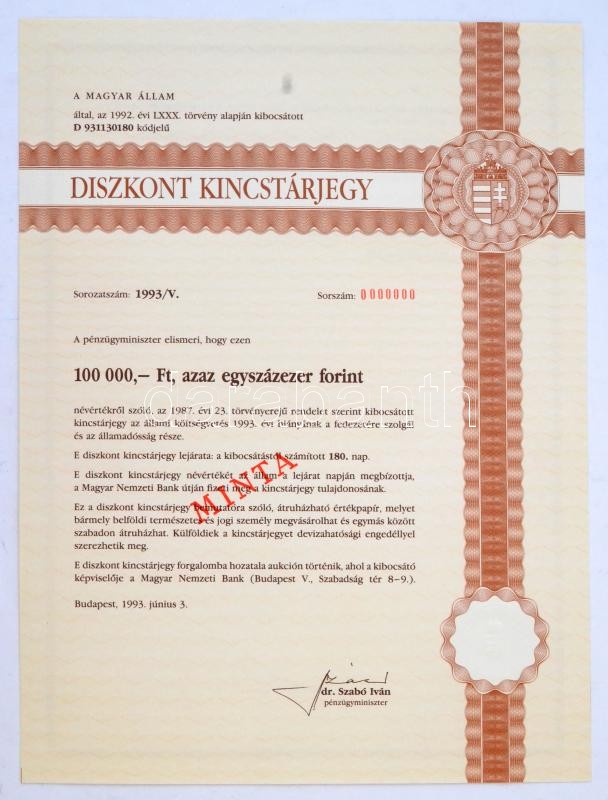 A MAGYAR ÁLLAM
által, az 1992. évi LXXX. törvény alapján kibocsátott
D 931130180 kódjelű
DISZKONT KINCSTÁRJEGY
Sorozatszám: 1993/V.
Sorszám: 0000000
A pénzügyminiszter elismeri, hogy ezen
100 000,– Ft, azaz egyszázezer forint
darabanth
névértékről szóló, az 1987. évi 23. törvényerejű rendelet szerint kibocsátott
kincstárjegy az állami költségvetés 1993. évi hiányának a fedezetére szolgál
és az államadósság része.
E diszkont kincstárjegy lejárata: a kibocsátástól számított 180. nap.
E diszkont kincstárjegy névértékét az állam a lejárat napján megbízottja,
a Magyar Nemzeti Bank útján fizeti meg a kincstárjegy tulajdonosának.
MINTA
Ez a diszkont kincstárjegy bemutatóra szóló, átruházható értékpapír, melyet
bármely belföldi természetes és jogi személy megvásárolhat és egymás között
szabadon átruházhat. Külföldiek a kincstárjegyet devizahatósági engedéllyel
szerezhetik meg.
E diszkont kincstárjegy forgalomba hozatala aukción történik, ahol a kibocsátó
képviselője a Magyar Nemzeti Bank (Budapest V., Szabadság tér 8–9.).
Budapest, 1993. június 3.
dr. Szabó Iván
pénzügyminiszter